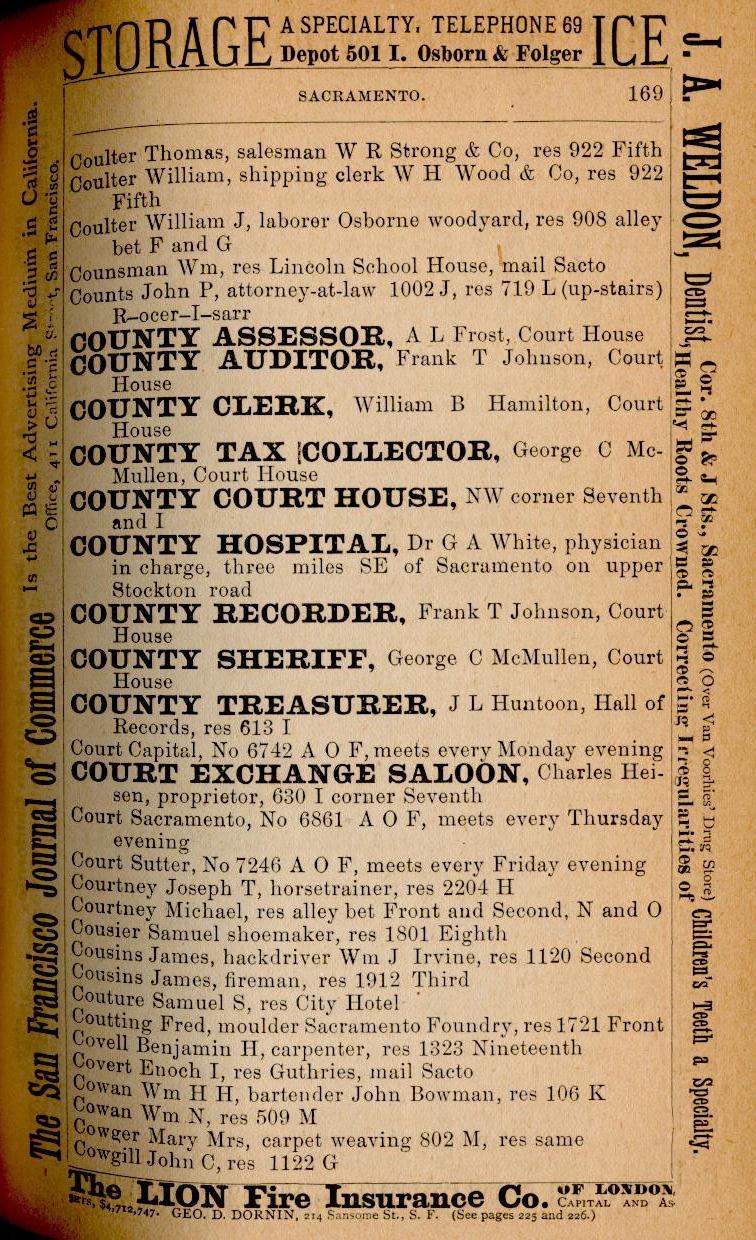 STORAGE A SPECIALTY, TELEPHONE 69 ICE
Depot 501 I. Osborn & Folger
SACRAMENTO. 169
Coulter Thomas, salesman W R Strong & Co, res 922 Fifth
Coulter William, shipping clerk W H Wood & Co, res 922
Fifth
Coulter William J, laborer Osborne woodyard, res 908 alley
bet F and G
Counsman Wm, res Lincoln School House, mail Sacto
Counts John P, attorney-at-law 1002 J, res 719 L (up-stairs)
R-ocer-I-sarr
COUNTY ASSESSOR, A L Frost, Court House
COUNTY AUDITOR, Frank T Johnson, Court
House
COUNTY CLERK, William B Hamilton, Court
House
COUNTY TAX COLLECTOR, George C Mc-
Mullen, Court House
COUNTY COURT HOUSE, NW corner Seventh
and I
COUNTY HOSPITAL, Dr G A White, physician
in charge, three miles SE of Sacramento on upper
Stockton road
COUNTY RECORDER, Frank T Johnson, Court
House
COUNTY SHERIFF, George C McMullen, Court
House
COUNTY TREASURER, J L Huntoon, Hall of
Records, res 613 I
Court Capital, No 6742 A O F, meets every Monday evening
COURT EXCHANGE SALOON, Charles Hei-
sen, proprietor, 630 I corner Seventh
Court Sacramento, No 6861 A O F, meets every Thursday
evening
Court Sutter, No 7246 A O F, meets every Friday evening
Courtney Joseph T, horsetrainer, res 2204 H
Courtney Michael, res alley bet Front and Second, N and O
Cousier Samuel shoemaker, res 1801 Eighth
Cousins James, hackdriver Wm J Irvine, res 1120 Second
Cousins James, fireman, res 1912 Third
Couture Samuel S, res City Hotel
Coutting Fred, moulder Sacramento Foundry, res 1721 Front
Covell Benjamin H, carpenter, res 1323 Nineteenth
Covert Enoch I, res Guthries, mail Sacto
Cowan Wm H H, bartender John Bowman, res 106 K
Cowan Wm N, res 509 M
Cowger Mary Mrs, carpet weaving 802 M, res same
Cowgill John C, res 1122 G
The LION Fire Insurance Co. OF LONDON,
CAPITAL AND AS-
sers, $4,712,747. GEO. D. DORNIN, 214 Sansome St., S. F. (See pages 225 and 226.)
The San Francisco Journal of Commerce Is the Best Advertising Medium in California.
Office, 411 California Street, San Francisco.
J. A. WELDON, Dentist, Cor. 8th & J Sts., Sacramento (Over Van Voorhies' Drug Store)
Healthy Roots Crowned. Correcting Irregularities of Children's Teeth a Specialty.